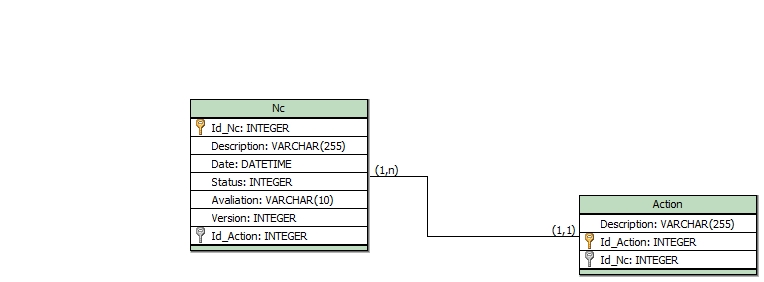 Nc
Id_Nc: INTEGER
Description: VARCHAR(255)
Date: DATETIME
Status: INTEGER
Avaliation: VARCHAR(10)
Version: INTEGER
Id_Action: INTEGER
(1,n)
(1,1)
Action
Description: VARCHAR(255)
Id_Action: INTEGER
Id_Nc: INTEGER